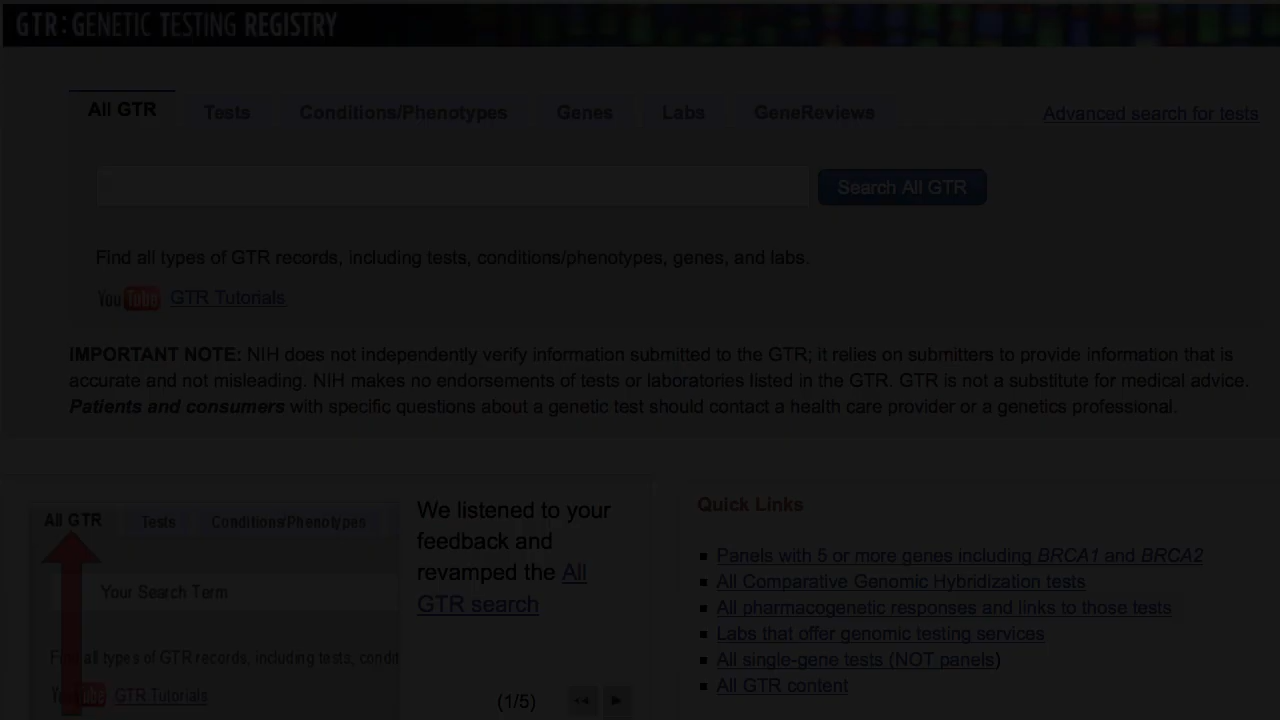 GTR: GENETIC TESTING REGISTRY
All GTR Tests Conditions/Phenotypes Genes Labs GeneReviews Advanced search for tests
Search All GTR
Find all types of GTR records, including tests, conditions/phenotypes, genes, and labs.
You Tube GTR Tutorials
IMPORTANT NOTE: NIH does not independently verify information submitted to the GTR; it relies on submitters to provide information that is
accurate and not misleading. NIH makes no endorsements of tests or laboratories listed in the GTR. GTR is not a substitute for medical advice.
Patients and consumers with specific questions about a genetic test should contact a health care provider or a genetics professional.
All GTR Tests Conditions/Phenotypes
Your Search Term
Find all types of GTR records, including tests, condit
You Tube GTR Tutorials
We listened to your
feedback and
revamped the All
GTR search
(1/5)
Quick Links
Panels with 5 or more genes including BRCA1 and BRCA2
All Comparative Genomic Hybridization tests
All pharmacogenetic responses and links to those tests
Labs that offer genomic testing services
All single-gene tests (NOT panels)
All GTR content